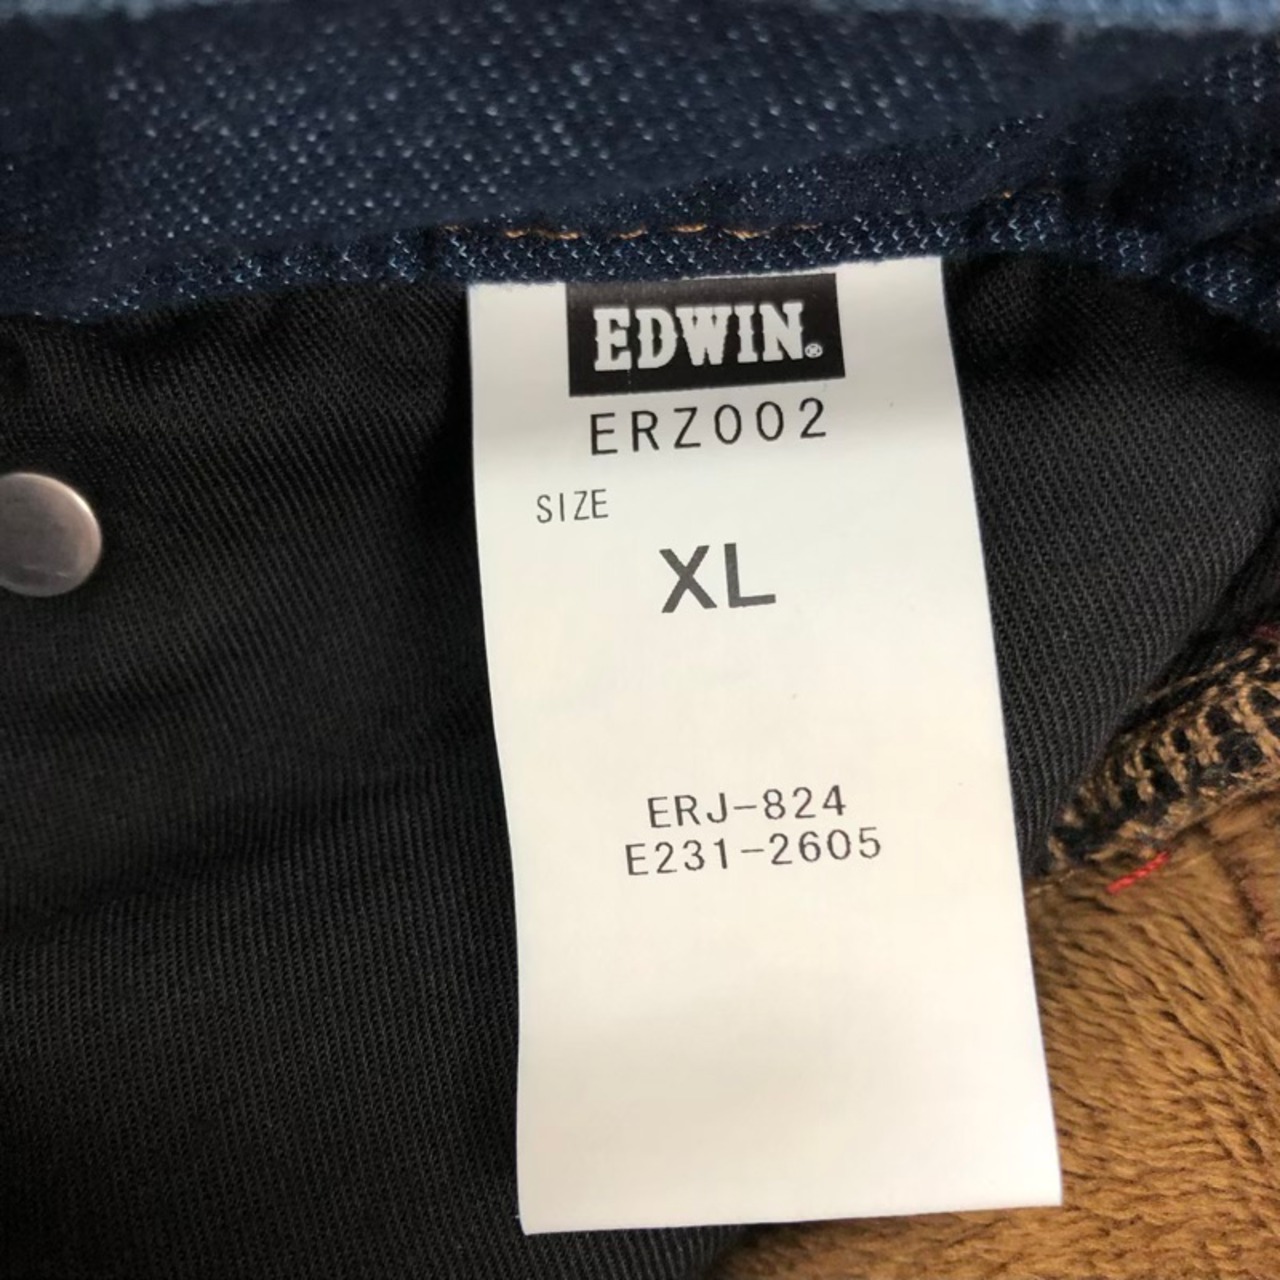 EDWIN®
ERZ002
SIZE
XL
ERJ-824
E231-2605